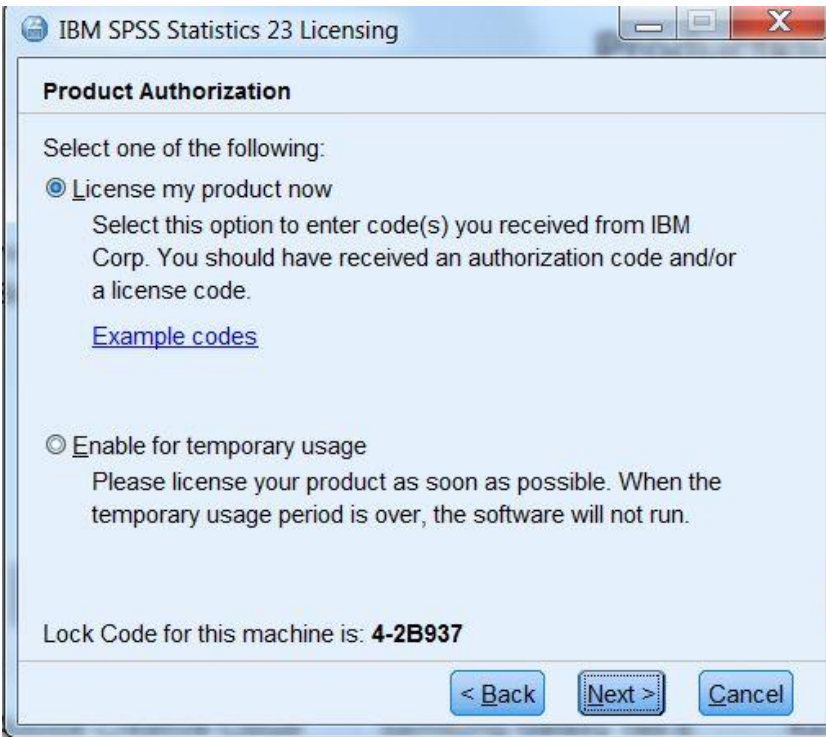 IBM SPSS Statistics 23 Licensing
Product Authorization
Select one of the following:
License my product now
Select this option to enter code(s) you received from IBM
Corp. You should have received an authorization code and/or
a license code.
Example codes
Enable for temporary usage
Please license your product as soon as possible. When the
temporary usage period is over, the software will not run.
Lock Code for this machine is: 4-2B937
< Back Next > Cancel